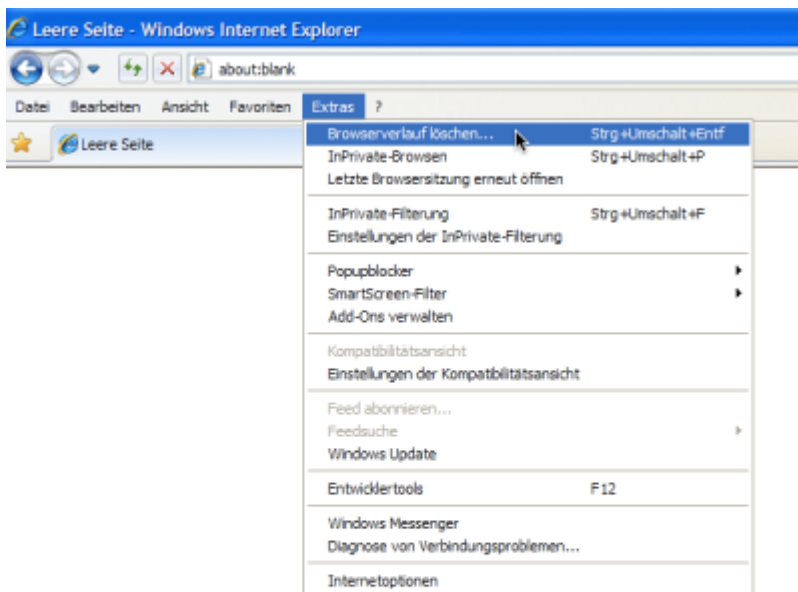 Leere Seite - Windows Internet Explorer
about:blank
Datei Bearbeiten Ansicht Favoriten Extras ?
Leere Seite
Browserverlauf löschen... Strg+Umschalt+Entf
InPrivate-Browsen Strg+Umschalt+P
Letzte Browsersitzung erneut öffnen
InPrivate-Filterung Strg+Umschalt+F
Einstellungen der InPrivate-Filterung
Popupblocker
SmartScreen-Filter
Add-Ons verwalten
Kompatibilitätsansicht
Einstellungen der Kompatibilitätsansicht
Feed abonnieren...
Feedsuche
Windows Update
Entwicklertools F12
Windows Messenger
Diagnose von Verbindungsproblemen...
Internetoptionen